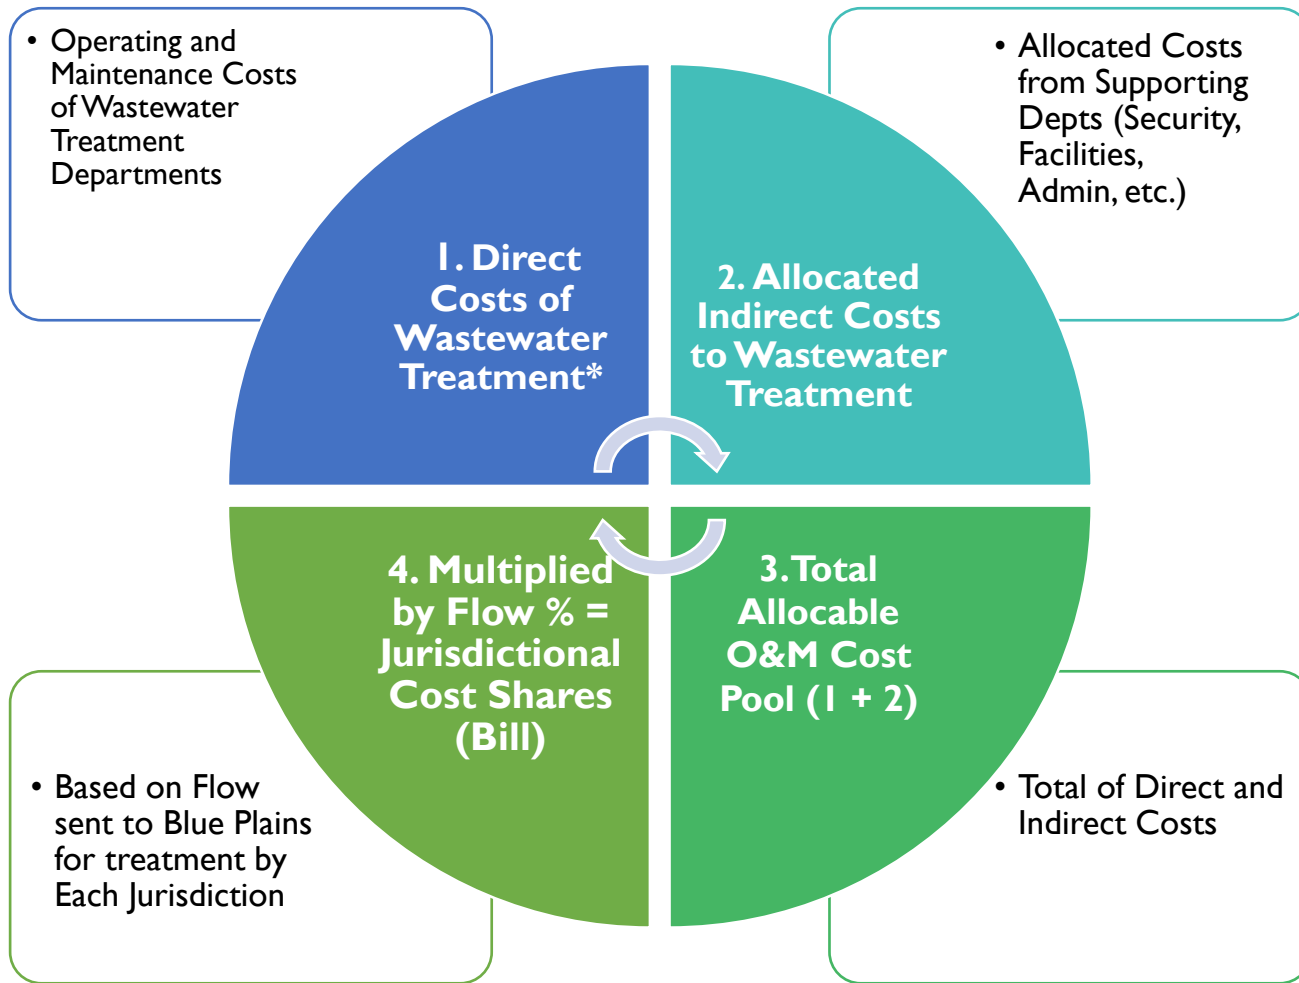 • Operating and
Maintenance Costs
of Wastewater
Treatment
Departments
• Allocated Costs
from Supporting
Depts (Security,
Facilities,
Admin, etc.)
1. Direct
Costs of
Wastewater
Treatment*
2. Allocated
Indirect Costs
to Wastewater
Treatment
4. Multiplied
by Flow % =
Jurisdictional
Cost Shares
(Bill)
3. Total
Allocable
O&M Cost
Pool (1 + 2)
• Based on Flow
sent to Blue Plains
for treatment by
Each Jurisdiction
• Total of Direct and
Indirect Costs